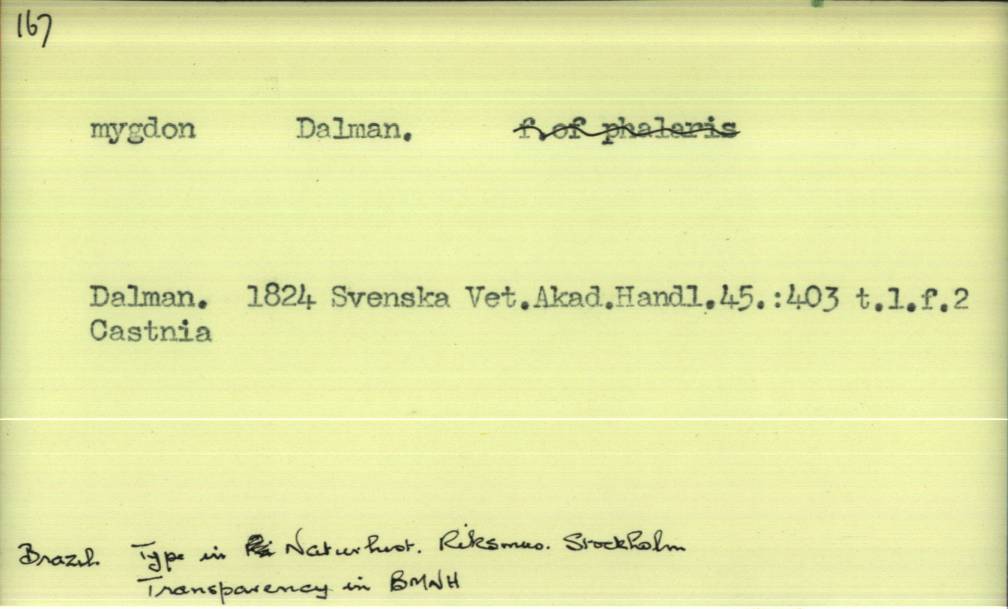 167
mygdon Dalman. f.of phalaris
Dalman. 1824 Svenska Vet.Akad.Handl.45.:403 t.1.f.2
Castnia
Brazil. Type in Naturhist. Riksmus. Stockholm
Transparency in BMNH